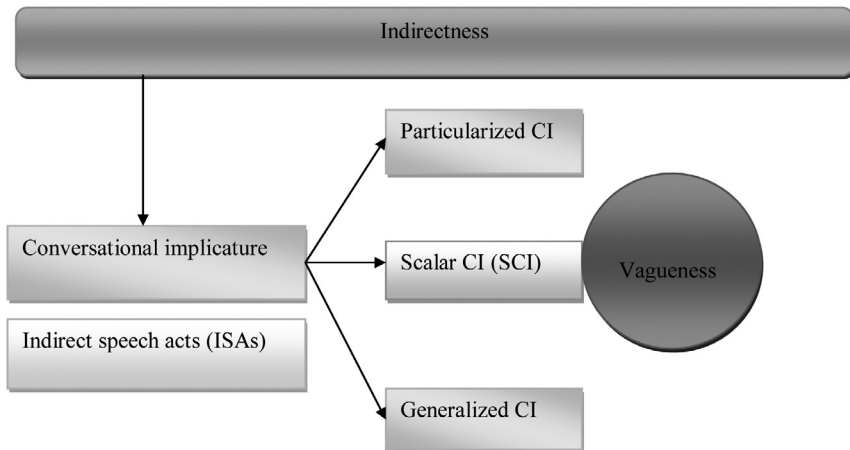 Indirectness
Particularized CI
Conversational implicature
Scalar CI (SCI)
Vagueness
Indirect speech acts (ISAs)
Generalized CI